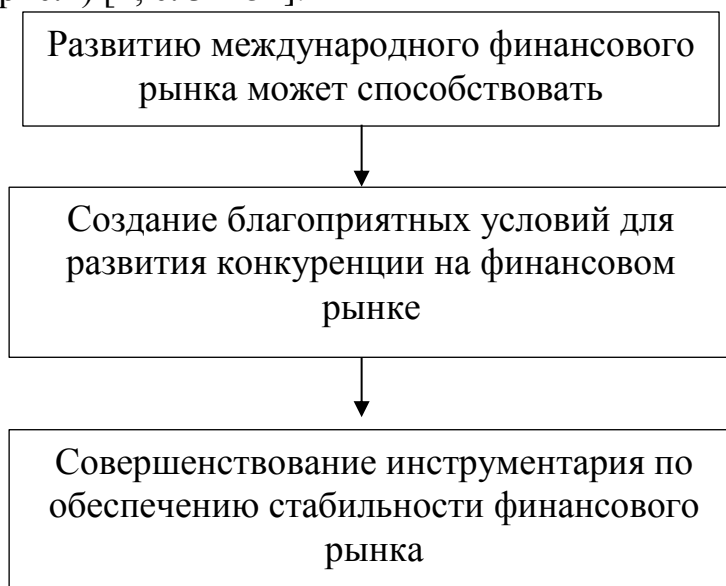 Развитию международного финансового
рынка может способствовать
Создание благоприятных условий для
развития конкуренции на финансовом
рынке
Совершенствование инструментария по
обеспечению стабильности финансового
рынка